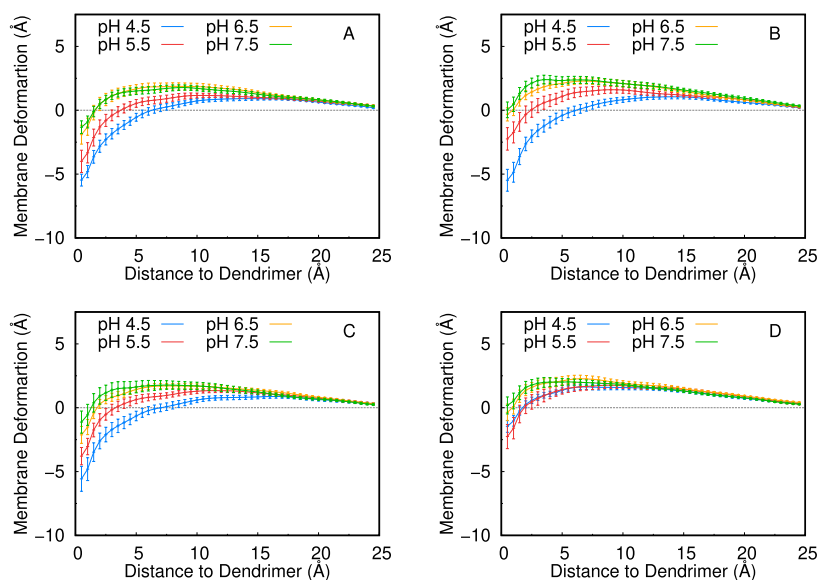 Membrane Deformartion (Å)
pH 4.5 pH 6.5 A
pH 5.5 pH 7.5
5
0
−5
−10
0 5 10 15 20 25
Distance to Dendrimer (Å)
Membrane Deformartion (Å)
pH 4.5 pH 6.5 B
pH 5.5 pH 7.5
5
0
−5
−10
0 5 10 15 20 25
Distance to Dendrimer (Å)
Membrane Deformartion (Å)
pH 4.5 pH 6.5 C
pH 5.5 pH 7.5
5
0
−5
−10
0 5 10 15 20 25
Distance to Dendrimer (Å)
Membrane Deformartion (Å)
pH 4.5 pH 6.5 D
pH 5.5 pH 7.5
5
0
−5
−10
0 5 10 15 20 25
Distance to Dendrimer (Å)